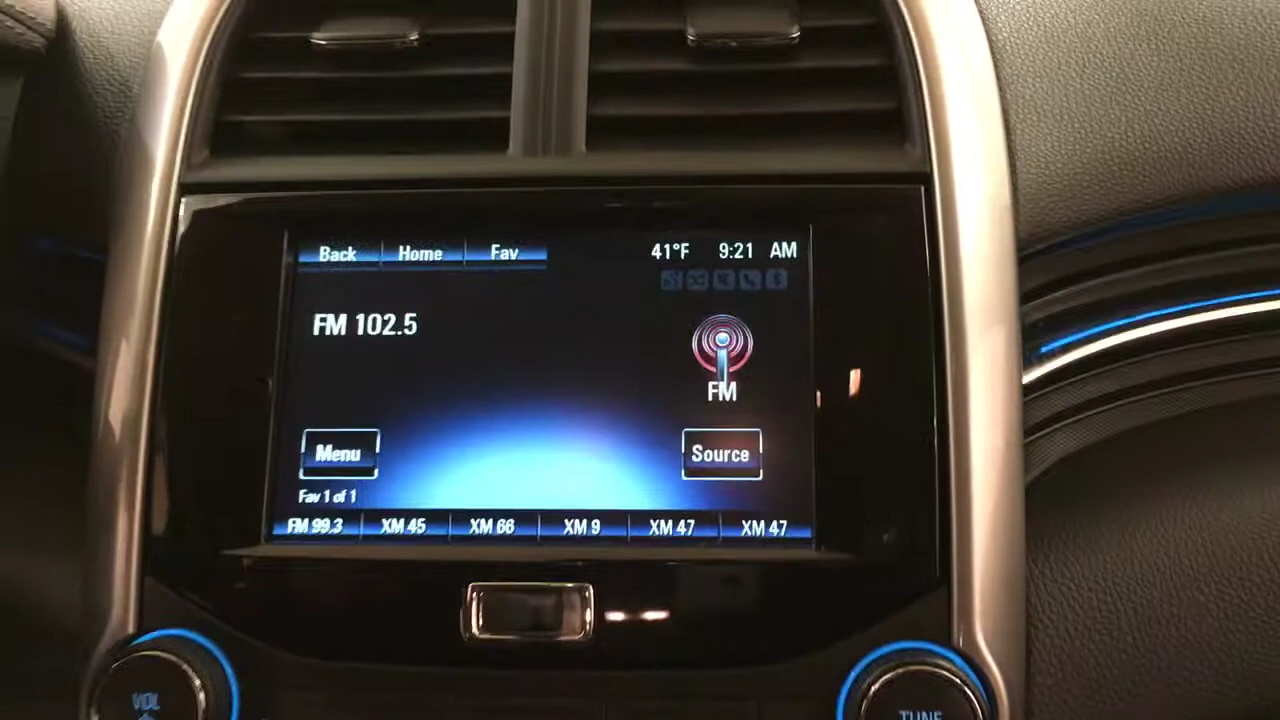 Back Home Fav 41°F 9:21 AM
FM 102.5
FM
Menu Source
Fav 1 of 1
FM 99.3 XM 45 XM 66 XM 9 XM 47 XM 47
VOL TUNE